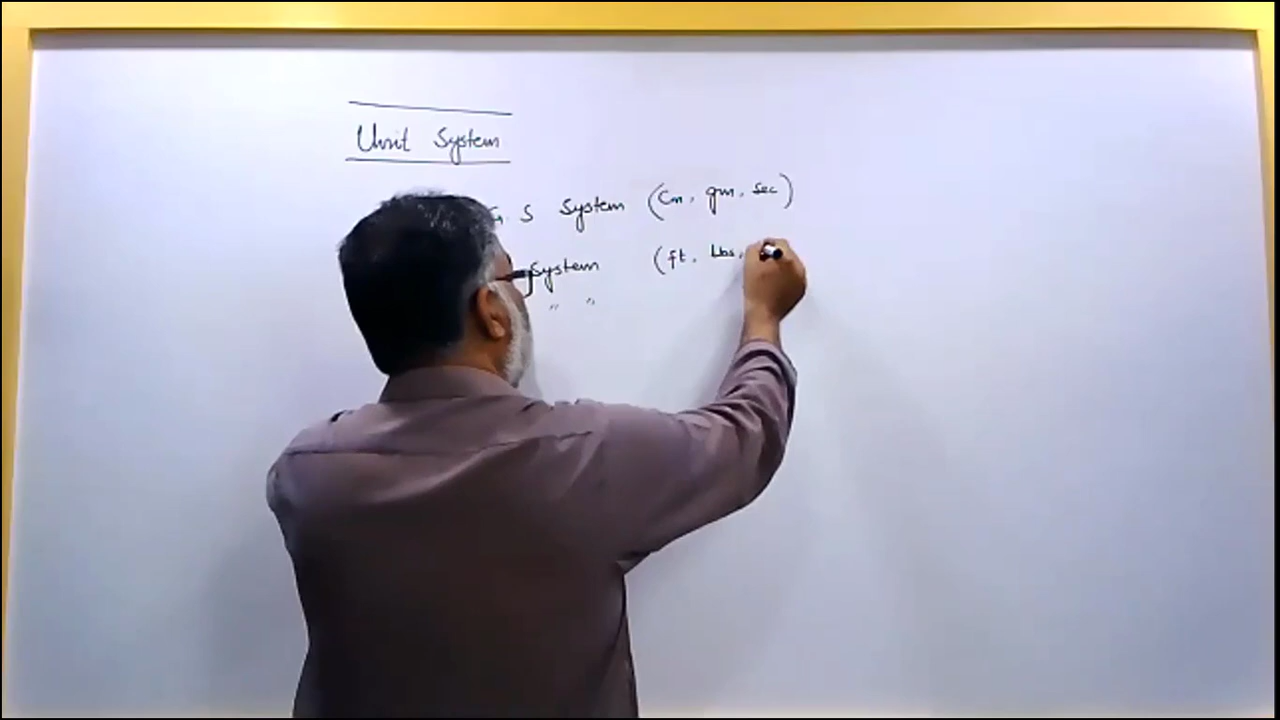 Unit System
G. S System (Cm, gm, sec)
System (ft, Lbs,
" "